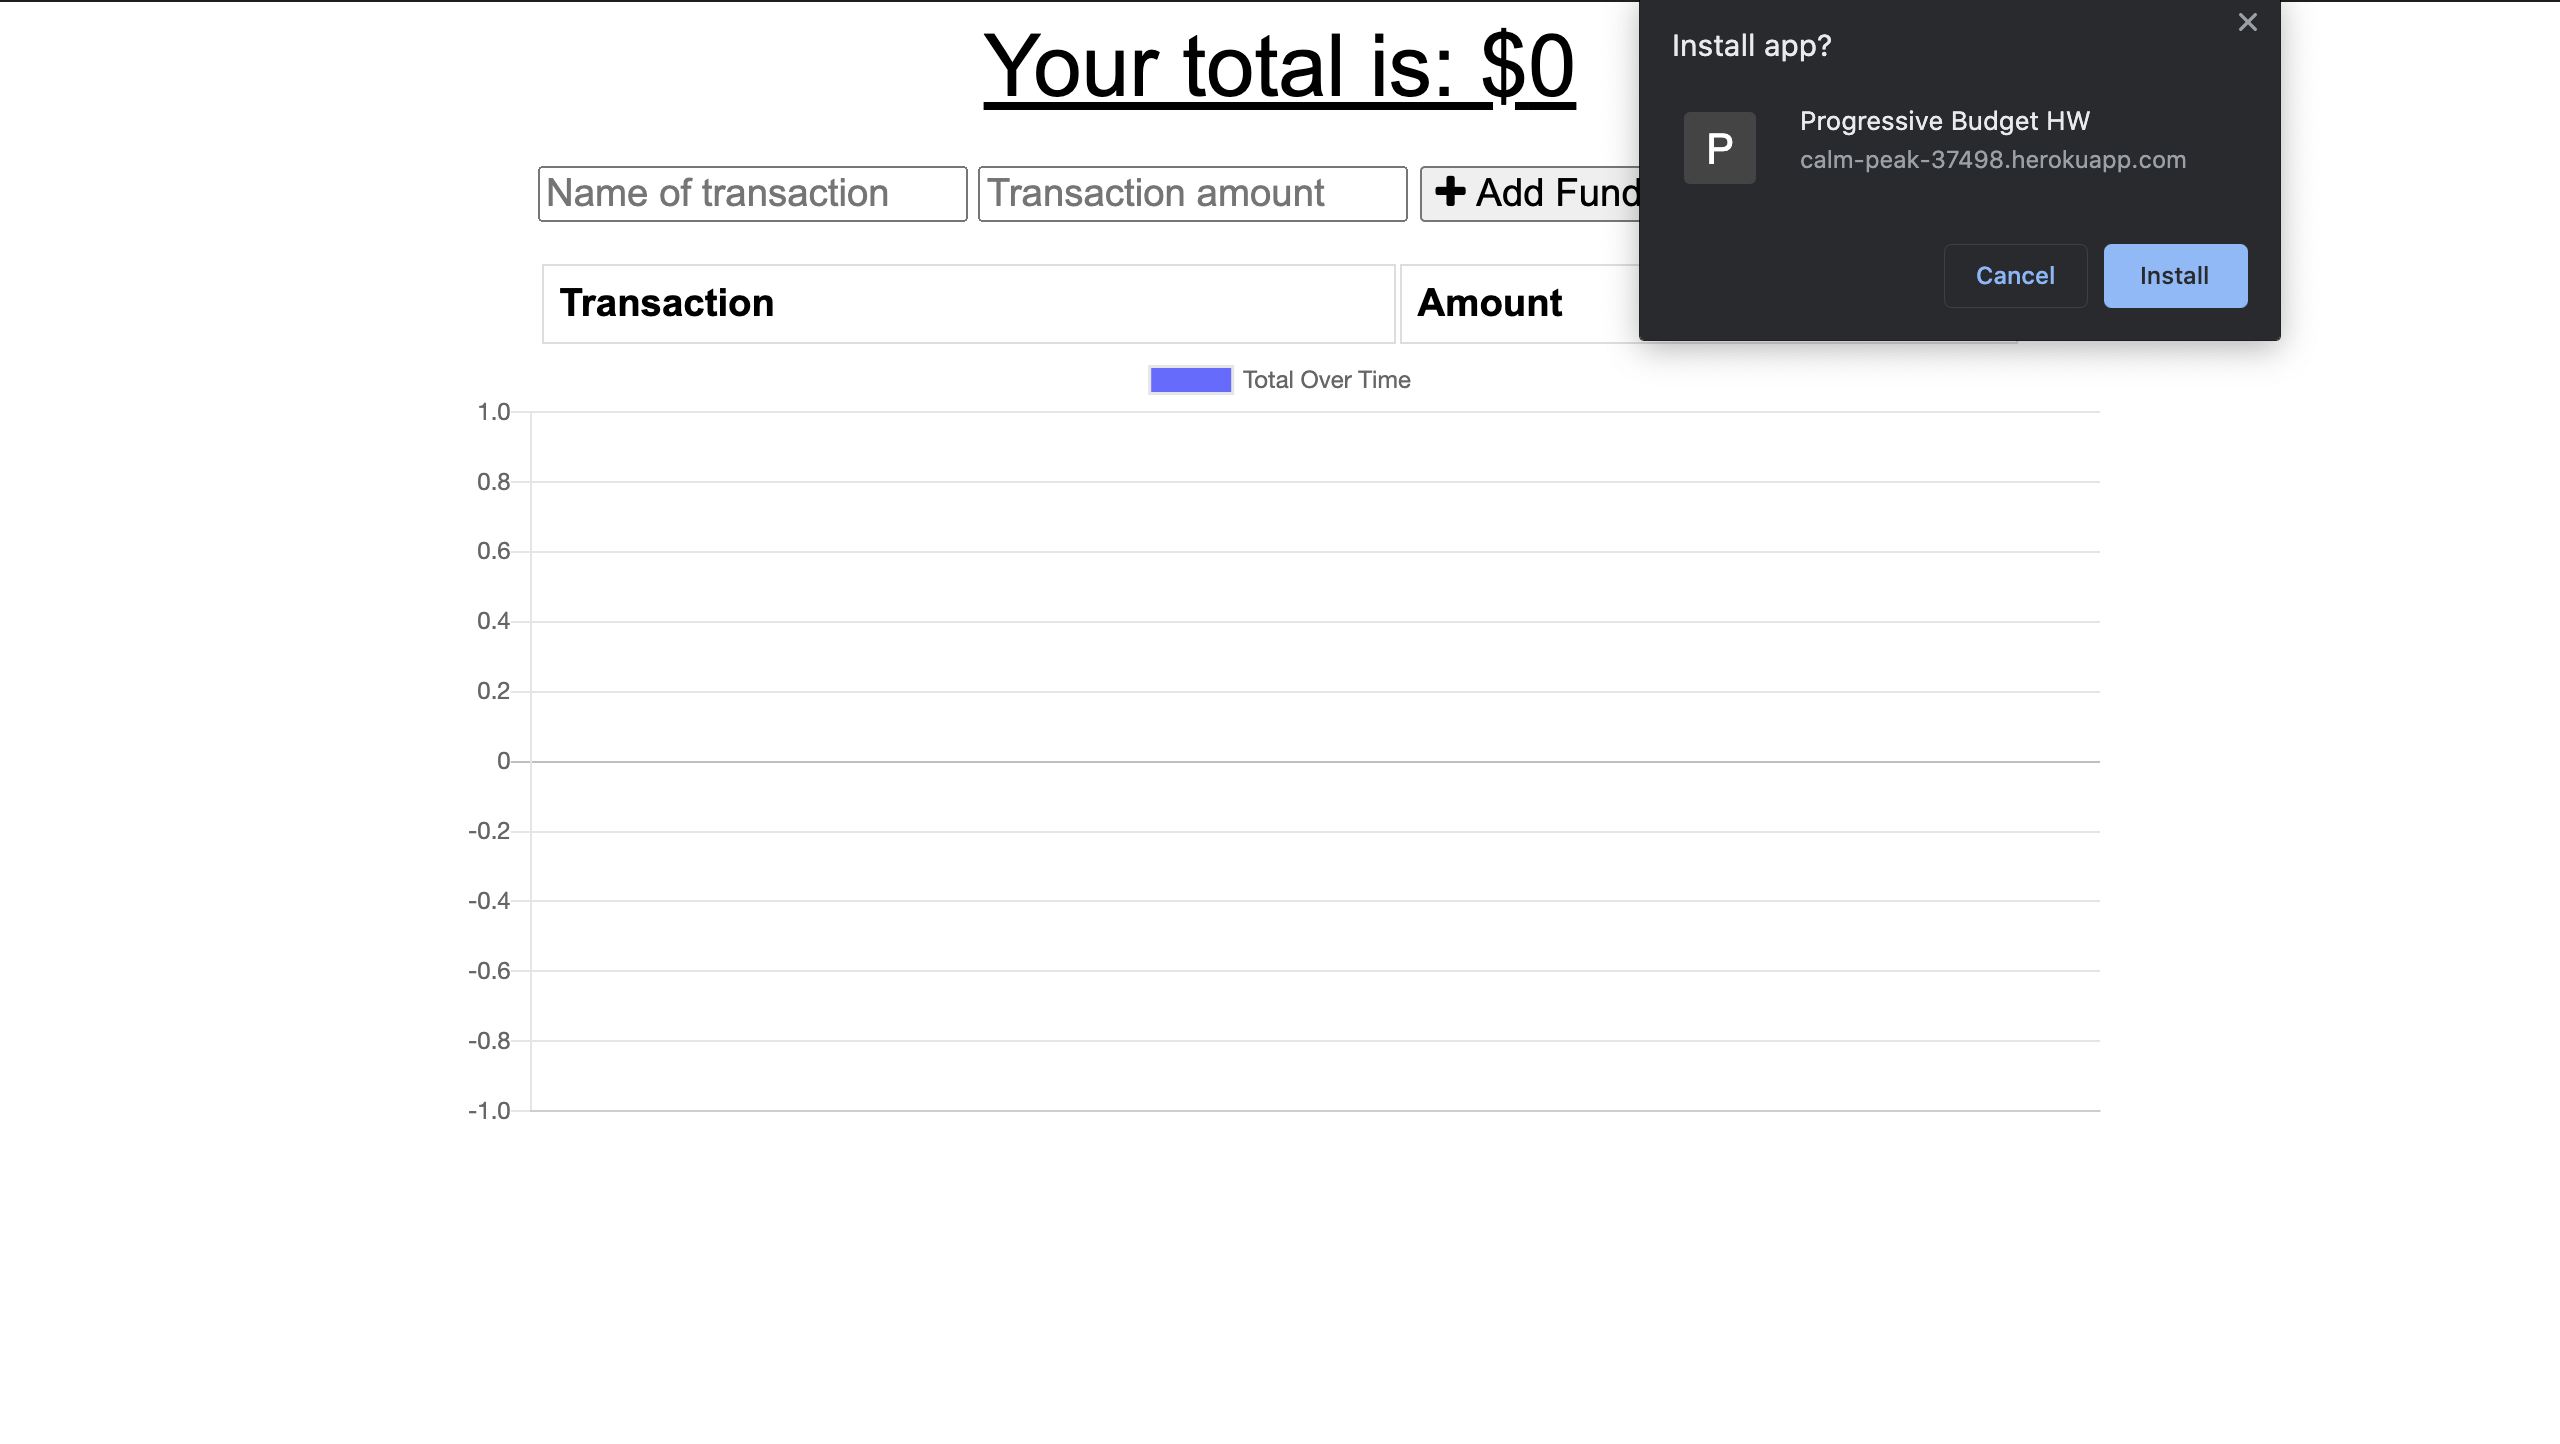 Your total is: $0
Install app?
P
Progressive Budget HW
calm-peak-37498.herokuapp.com
Cancel
Install
Name of transaction
Transaction amount
Add Fund
Transaction
Amount
Total Over Time
1.0
0.8
0.6
0.4
0.2
0
-0.2
-0.4
-0.6
-0.8
-1.0